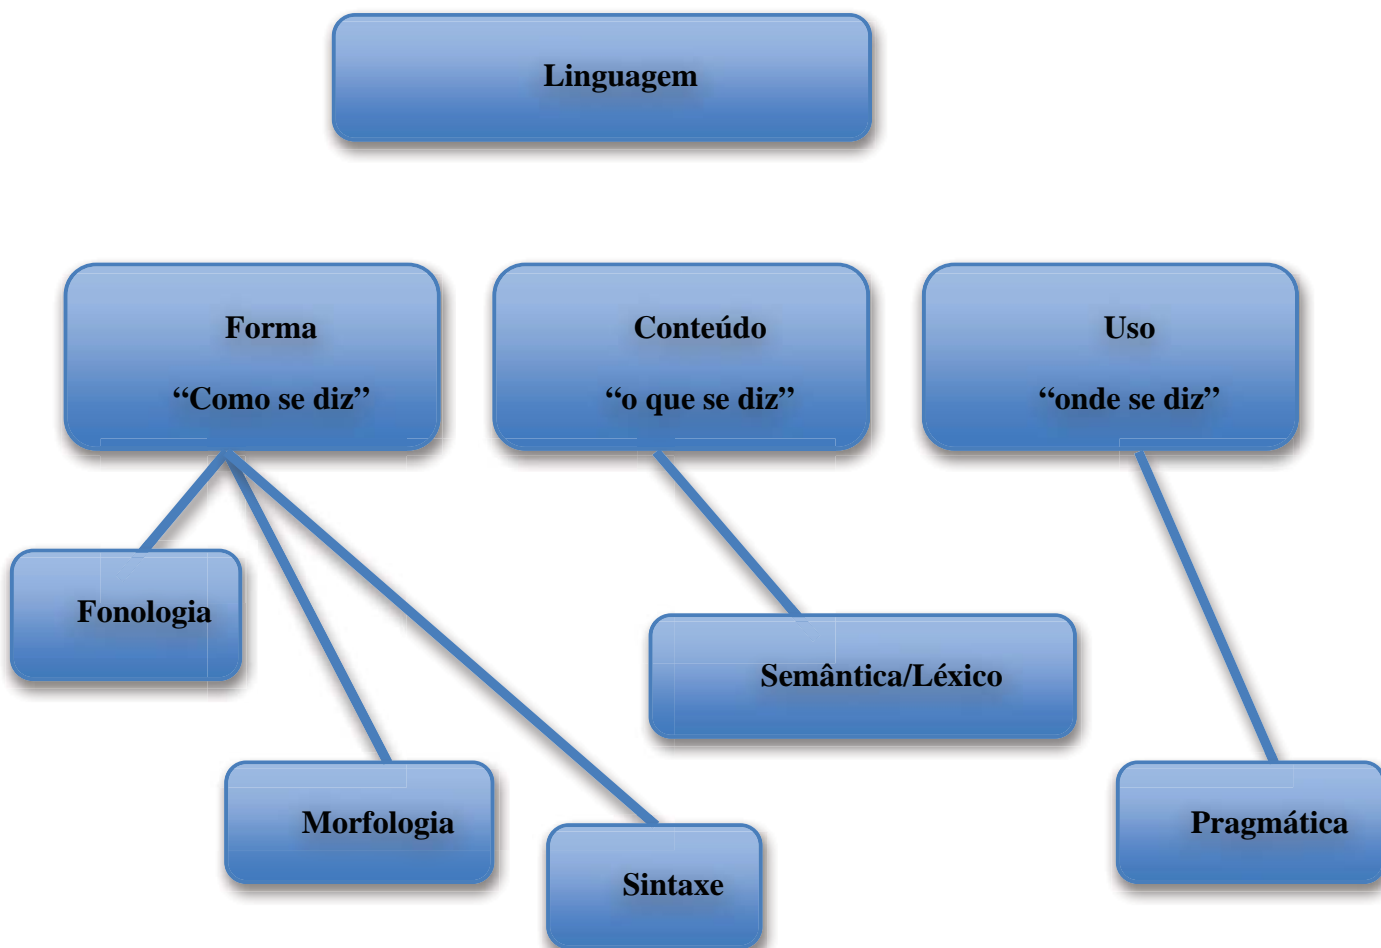 Linguagem
Forma
“Como se diz”
Conteúdo
“o que se diz”
Uso
“onde se diz”
Fonologia
Semântica/Léxico
Morfologia
Pragmática
Sintaxe